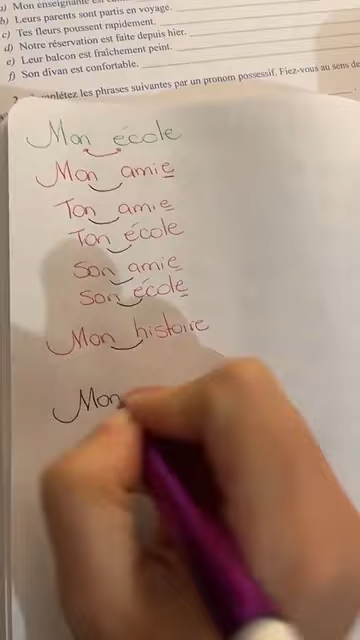 a) Mon enseignante est
b) Leurs parents sont partis en voyage.
c) Tes fleurs poussent rapidement.
d) Notre réservation est faite depuis hier.
e) Leur balcon est fraîchement peint.
f) Son divan est confortable.
complétez les phrases suivantes par un pronom possessif. Fiez-vous au sens de
Mon école
Mon amie
Ton amie
Ton école
Son amie
Son école
Mon histoire
Mon